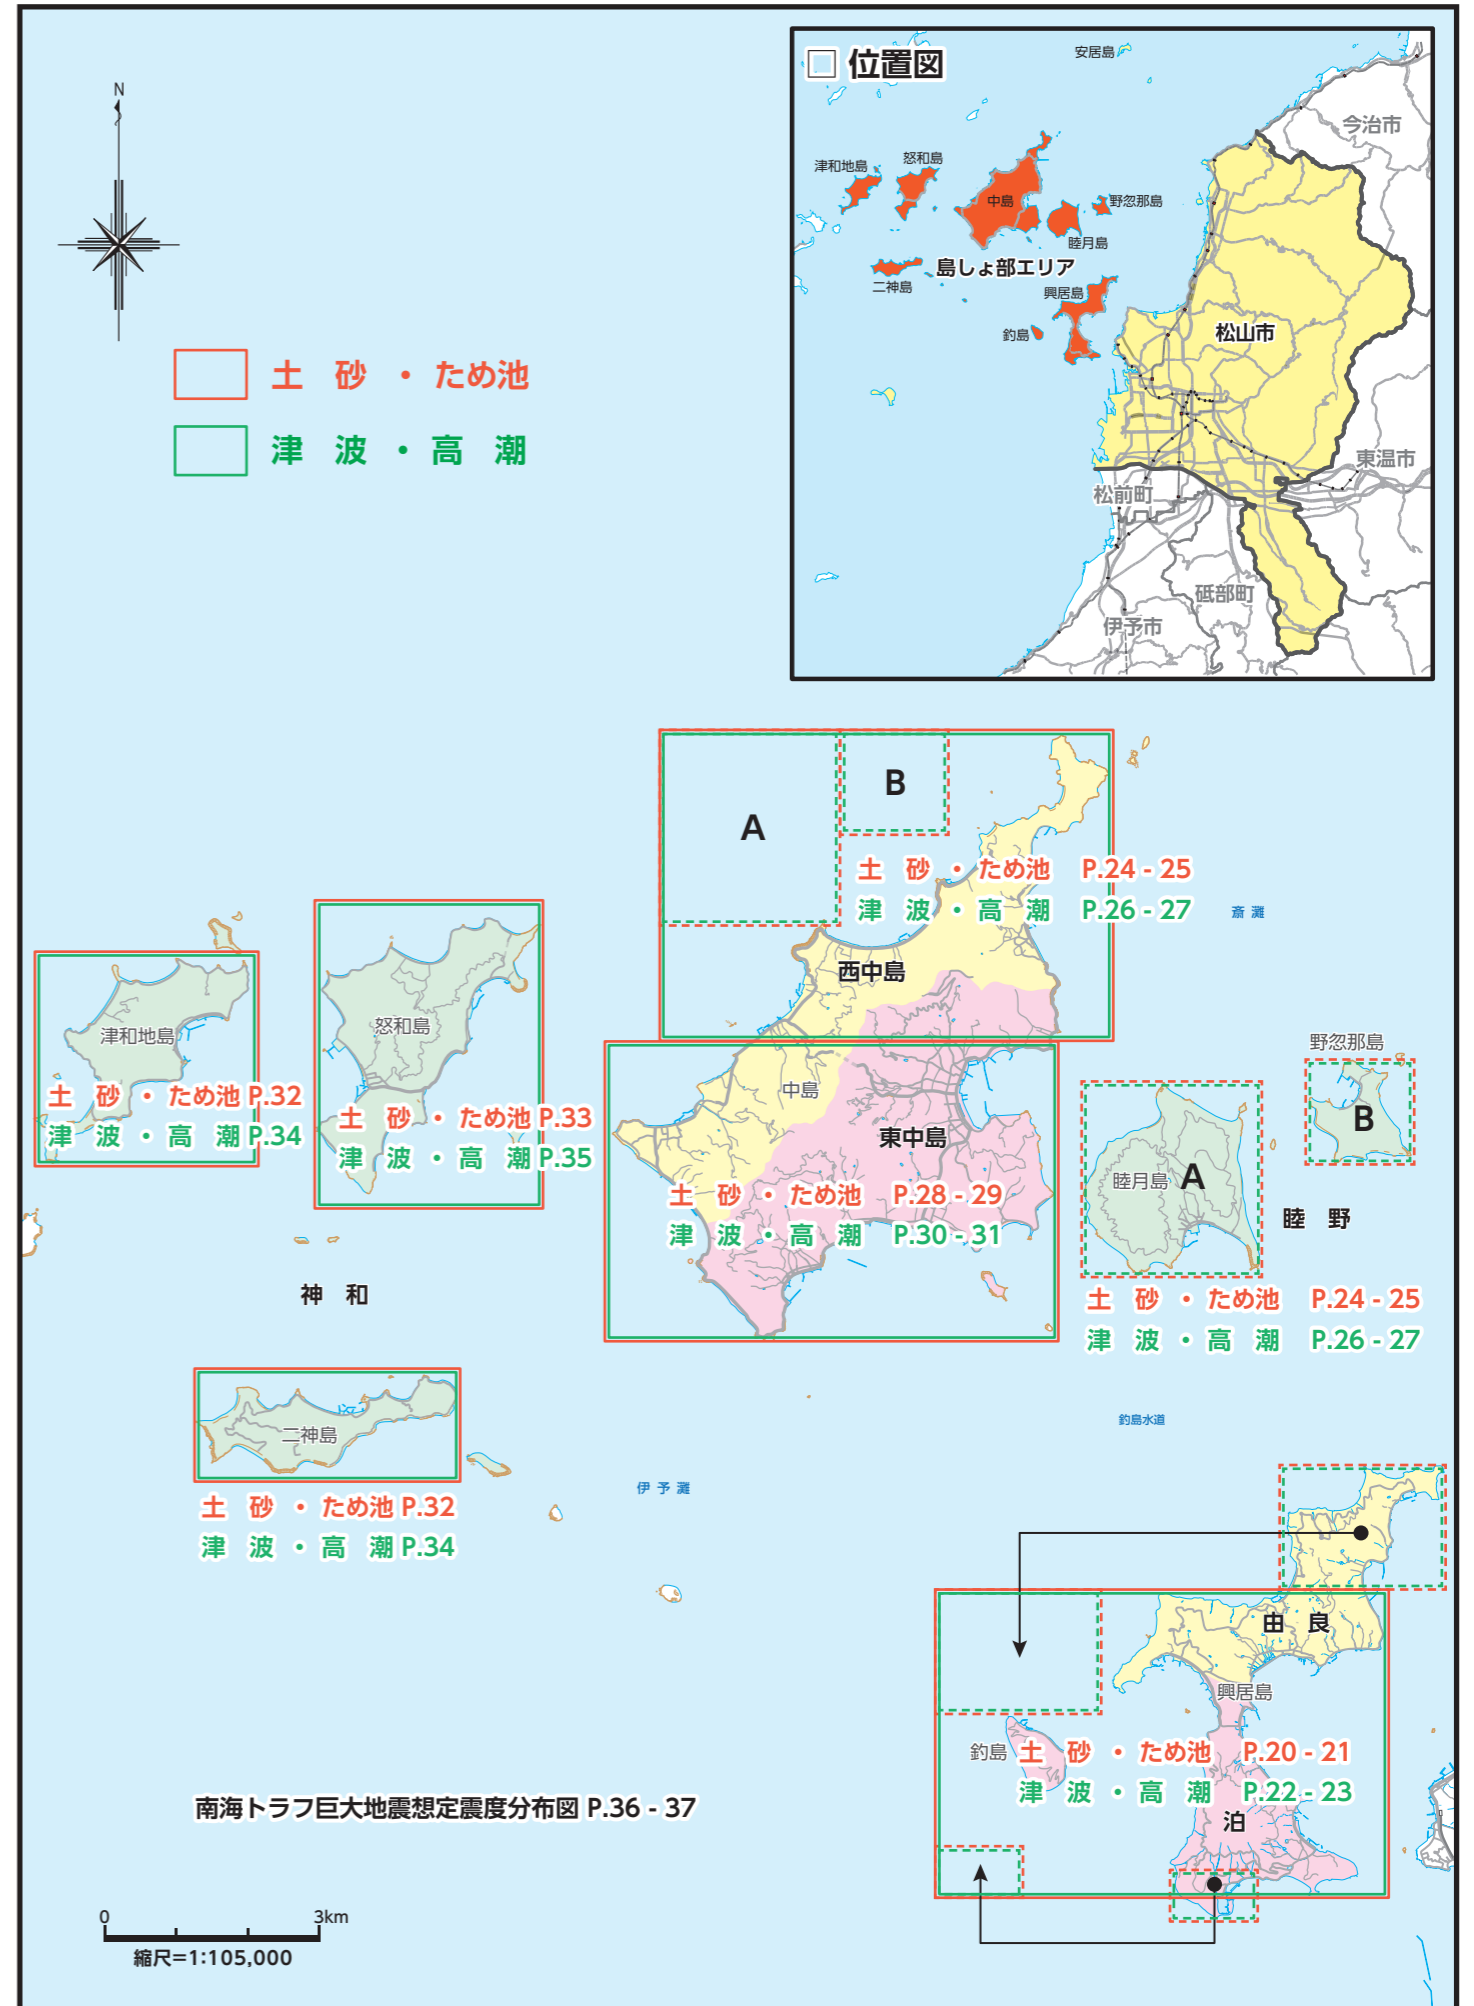 N
土 砂 ・ ため池
津 波 ・ 高 潮
□ 位置図
安居島
今治市
津和地島
怒和島
中島
野忽那島
睦月島
島しょ部エリア
二神島
興居島
釣島
松山市
東温市
松前町
砥部町
伊予市
A
B
土 砂 ・ ため池 P.24 - 25
津 波 ・ 高 潮 P.26 - 27
斎 灘
西中島
津和地島
土 砂 ・ ため池 P.32
津 波 ・ 高 潮 P.34
怒和島
土 砂 ・ ため池 P.33
津 波 ・ 高 潮 P.35
中島
東中島
土 砂 ・ ため池 P.28 - 29
津 波 ・ 高 潮 P.30 - 31
野忽那島
B
睦月島
A
睦 野
土 砂 ・ ため池 P.24 - 25
津 波 ・ 高 潮 P.26 - 27
神 和
二神島
土 砂 ・ ため池 P.32
津 波 ・ 高 潮 P.34
伊 予 灘
釣島水道
由 良
興居島
釣島
土 砂 ・ ため池 P.20 - 21
津 波 ・ 高 潮 P.22 - 23
泊
南海トラフ巨大地震想定震度分布図 P.36 - 37
0 3km
縮尺=1:105,000